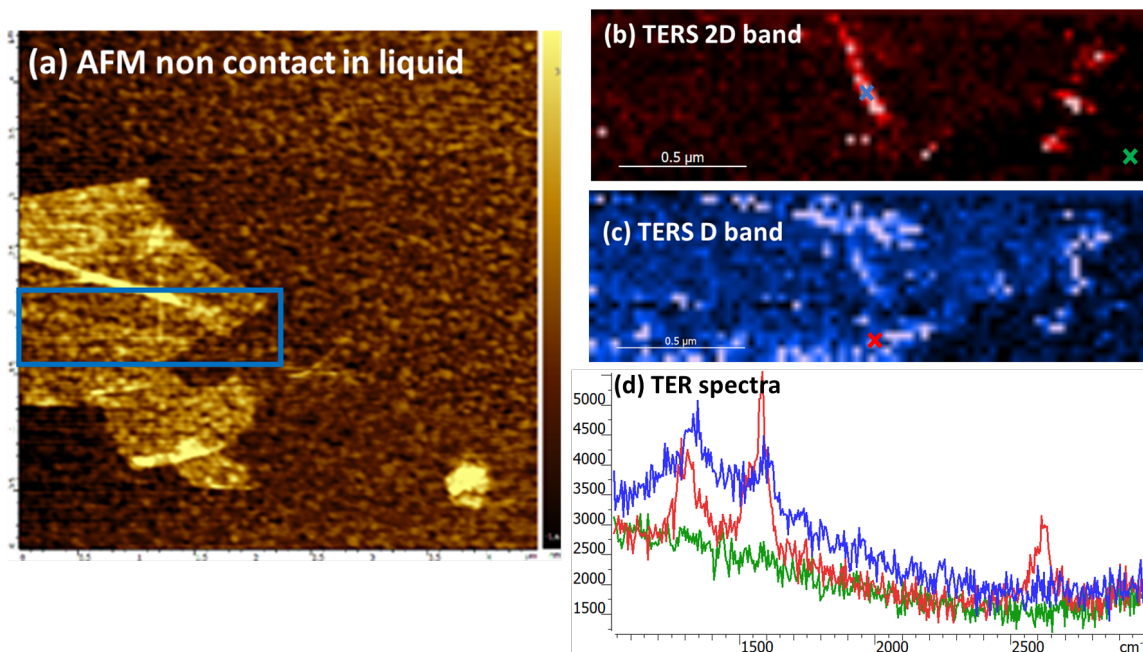 (a) AFM non contact in liquid
(b) TERS 2D band
0.5 µm
(c) TERS D band
0.5 µm
(d) TER spectra
5000
4500
4000
3500
3000
2500
2000
1500
1500
2000
2500
cm